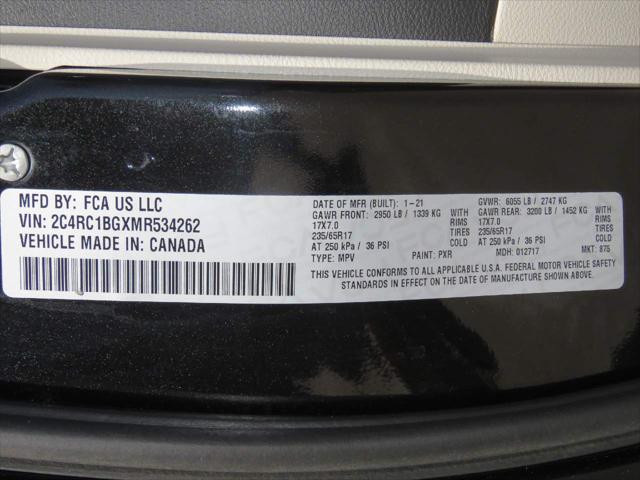 MFD BY: FCA US LLC
VIN: 2C4RC1BGXMR534262
VEHICLE MADE IN: CANADA
DATE OF MFR (BUILT): 1-21 GVWR: 6055 LB / 2747 KG
GAWR FRONT: 2950 LB / 1339 KG WITH GAWR REAR: 3200 LB / 1452 KG WITH
17X7.0 RIMS 17X7.0 RIMS
235/65R17 TIRES 235/65R17 TIRES
AT 250 kPa / 36 PSI COLD AT 250 kPa / 36 PSI COLD
TYPE: MPV PAINT: PXR MDH: 012717 MKT: 875
THIS VEHICLE CONFORMS TO ALL APPLICABLE U.S.A. FEDERAL MOTOR VEHICLE SAFETY
STANDARDS IN EFFECT ON THE DATE OF MANUFACTURE SHOWN ABOVE.